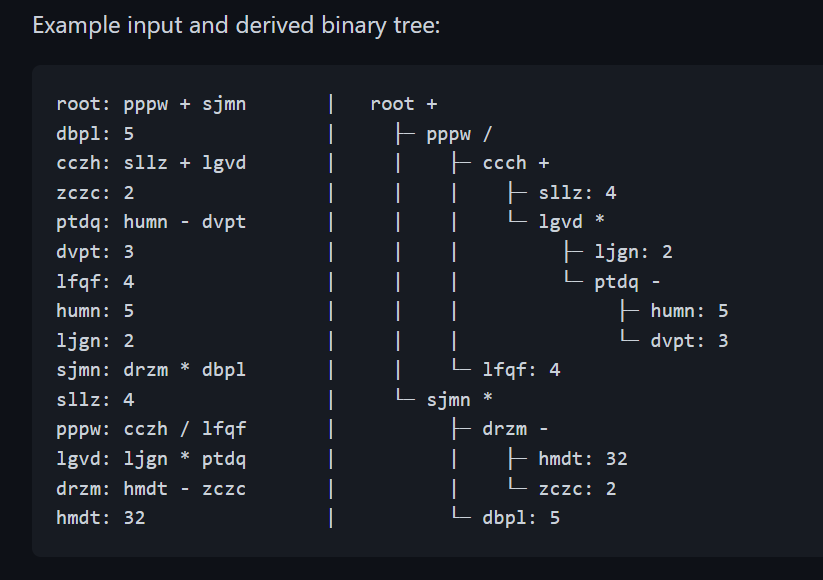 Example input and derived binary tree:
root: pppw + sjmn       |   root +
dbpl: 5                 |     ├─ pppw /
cczh: sllz + lgvd       |     |    ├─ ccch +
zczc: 2                 |     |    |    ├─ sllz: 4
ptdq: humn - dvpt       |     |    |    └─ lgvd *
dvpt: 3                 |     |    |         ├─ ljgn: 2
lfqf: 4                 |     |    |         └─ ptdq -
humn: 5                 |     |    |              ├─ humn: 5
ljgn: 2                 |     |    |              └─ dvpt: 3
sjmn: drzm * dbpl       |     |    └─ lfqf: 4
sllz: 4                 |     └─ sjmn *
pppw: cczh / lfqf       |          ├─ drzm -
lgvd: ljgn * ptdq       |          |    ├─ hmdt: 32
drzm: hmdt - zczc       |          |    └─ zczc: 2
hmdt: 32                |          └─ dbpl: 5